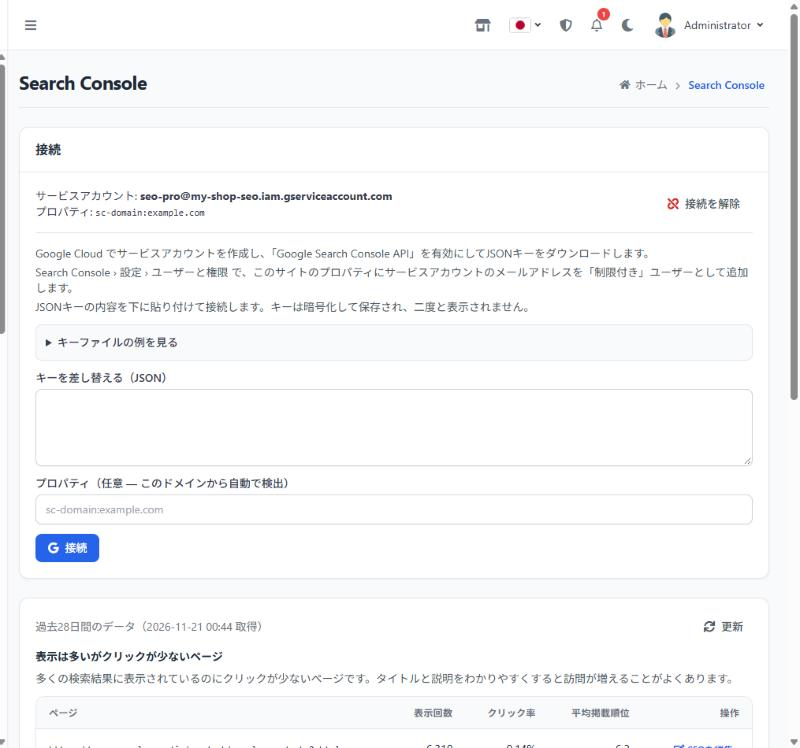 1
Administrator
Search Console
ホーム › Search Console
接続
サービスアカウント: seo-pro@my-shop-seo.iam.gserviceaccount.com
プロパティ: sc-domain:example.com
接続を解除
Google Cloud でサービスアカウントを作成し、「Google Search Console API」を有効にしてJSONキーをダウンロードします。
Search Console › 設定 › ユーザーと権限 で、このサイトのプロパティにサービスアカウントのメールアドレスを「制限付き」ユーザーとして追加
します。
JSONキーの内容を下に貼り付けて接続します。キーは暗号化して保存され、二度と表示されません。
キーファイルの例を見る
キーを差し替える（JSON）
プロパティ（任意 — このドメインから自動で検出）
sc-domain:example.com
接続
過去28日間のデータ（2026-11-21 00:44 取得）
更新
表示は多いがクリックが少ないページ
多くの検索結果に表示されているのにクリックが少ないページです。タイトルと説明をわかりやすくすると訪問が増えることがよくあります。
ページ 表示回数 クリック率 平均掲載順位 操作